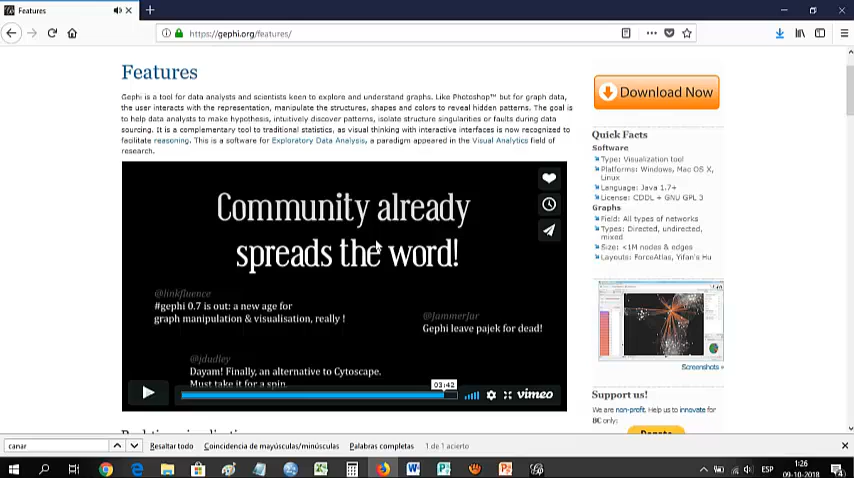 Features
https://gephi.org/features/
Features
Gephi is a tool for data analysts and scientists keen to explore and understand graphs. Like Photoshop™ but for graph data,
the user interacts with the representation, manipulate the structures, shapes and colors to reveal hidden patterns. The goal is
to help data analysts to make hypothesis, intuitively discover patterns, isolate structure singularities or faults during data
sourcing. It is a complementary tool to traditional statistics, as visual thinking with interactive interfaces is now recognized to
facilitate reasoning. This is a software for Exploratory Data Analysis, a paradigm appeared in the Visual Analytics field of
research.
Community already
spreads the word!
@linkfluence
#gephi 0.7 is out: a new age for
graph manipulation & visualisation, really !
@Jammerjar
Gephi leave pajek for dead!
@jdudley
Dayam! Finally, an alternative to Cytoscape.
Must take it for a spin
03:42
vimeo
Download Now
Quick Facts
Software
Type: Visualization tool
Platforms: Windows, Mac OS X,
Linux
Language: Java 1.7+
License: CDDL + GNU GPL 3
Graphs
Field: All types of networks
Types: Directed, undirected,
mixed
Size: <1M nodes & edges
Layouts: ForceAtlas, Yifan's Hu
Screenshots »
Support us!
We are non-profit. Help us to innovate for
8€ only:
Donate
canar
Resaltar todo
Coincidencia de mayúsculas/minúsculas
Palabras completas
1 de 1 acierto
ESP
1:26
09-10-2018
4